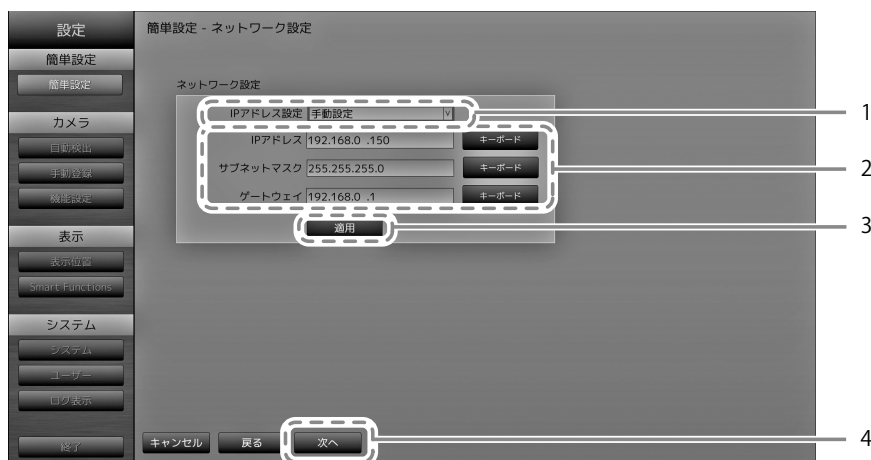 設定
簡単設定
簡単設定
カメラ
自動検出
手動登録
機能設定
表示
表示位置
Smart Functions
システム
システム
ユーザー
ログ表示
終了
簡単設定 - ネットワーク設定
ネットワーク設定
IPアドレス設定 手動設定
IPアドレス 192.168.0 .150 キーボード
サブネットマスク 255.255.255.0 キーボード
ゲートウェイ 192.168.0 .1 キーボード
適用
キャンセル 戻る 次へ
1
2
3
4